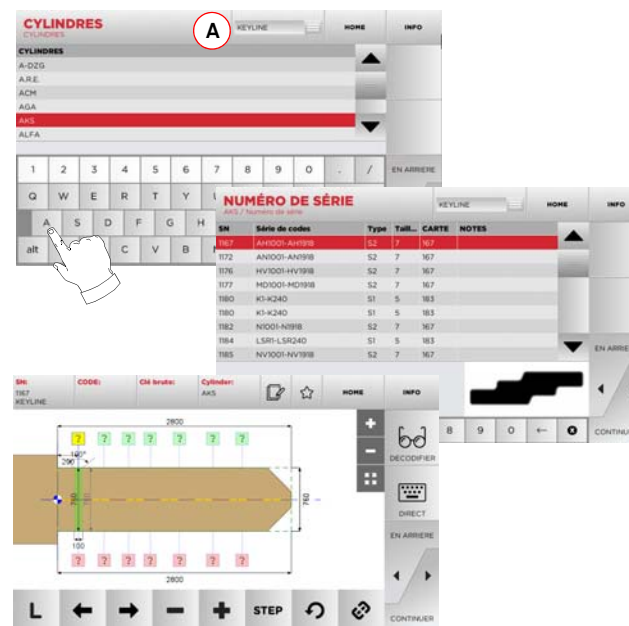 CYLINDRES
CYLINDRES
A
KEYLINE
HOME
INFO
CYLINDRES
A-DZG
A.R.E.
ACM
AGA
AKS
ALFA
1 2 3 4 5 6 7 8 9 0 . /
EN ARRIERE
Q W E R T Y
A S D F G H
alt C V B
NUMÉRO DE SÉRIE
AKS / Numéro de série
KEYLINE
HOME
INFO
SN Série de codes Type Taill... CARTE NOTES
1167 AH1001-AH1918 S2 7 167
1172 AN1001-AN1918 S2 7 167
1176 HV1001-HV1918 S2 7 167
1177 MD1001-MD1918 S2 7 167
1180 K1-K240 S1 5 183
1180 K1-K240 S1 5 183
1182 N1001-N1918 S2 7 167
1184 LSR1-LSR240 S1 5 183
1185 NV1001-NV1918 S2 7 167
EN ARRIE
8 9 0 ←
CONTINU
SN: CODE: Clé brute: Cylinder:
1167 AKS
KEYLINE
HOME
INFO
2800
+
-
? ? ? ? ? ? ?
100°
200
DECODIFIER
760 760 760
DIRECT
100
EN ARRIERE
? ? ? ? ? ? ?
2800
L ← → - + STEP
CONTINUER